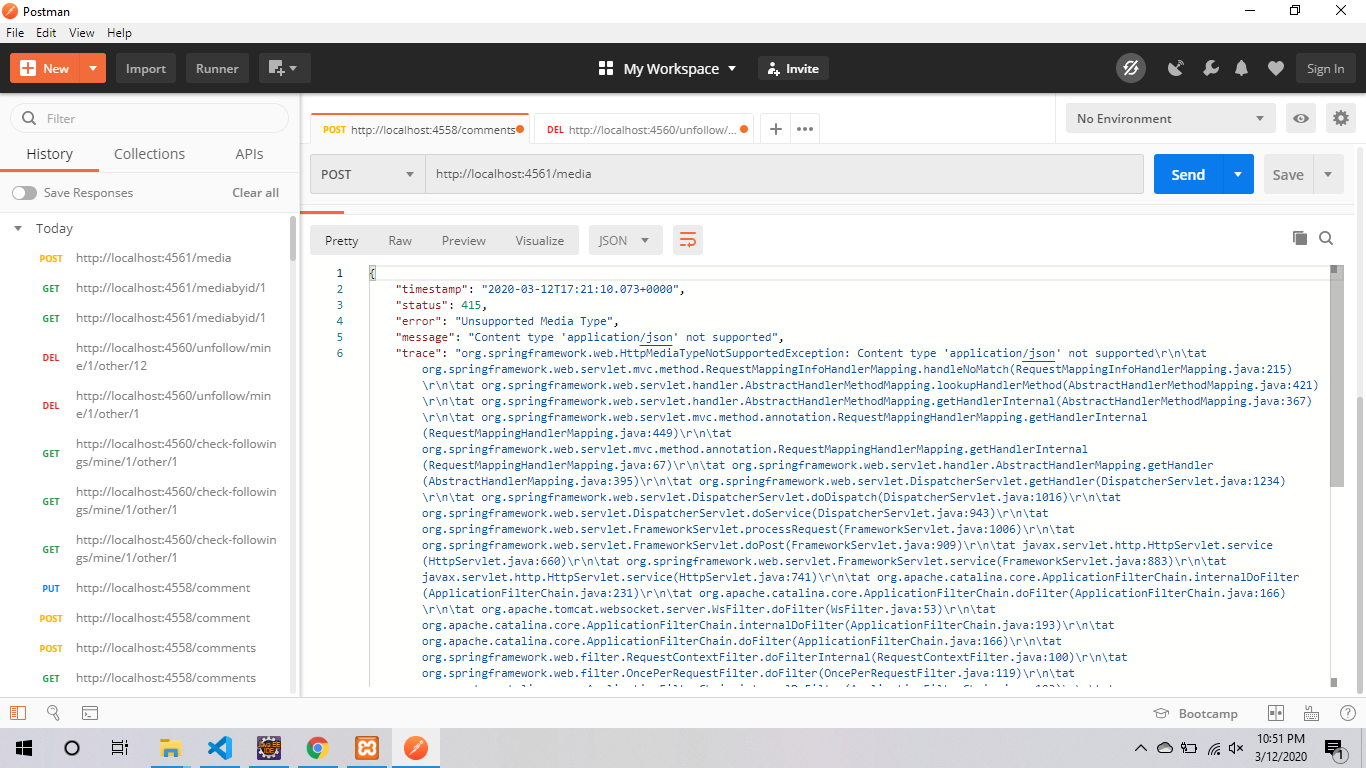 Postman
File Edit View Help
New
Import
Runner
My Workspace
Invite
Sign In
Filter
History Collections APIs
Save Responses Clear all
Today
POST http://localhost:4561/media
GET http://localhost:4561/mediabyid/1
GET http://localhost:4561/mediabyid/1
DEL http://localhost:4560/unfollow/min
e/1/other/12
DEL http://localhost:4560/unfollow/min
e/1/other/1
GET http://localhost:4560/check-followin
gs/mine/1/other/1
GET http://localhost:4560/check-followin
gs/mine/1/other/1
GET http://localhost:4560/check-followin
gs/mine/1/other/1
PUT http://localhost:4558/comment
POST http://localhost:4558/comment
POST http://localhost:4558/comments
GET http://localhost:4558/comments
POST http://localhost:4558/comments
DEL http://localhost:4560/unfollow/...
No Environment
POST http://localhost:4561/media
Send
Save
Pretty Raw Preview Visualize JSON
1 {
2 "timestamp": "2020-03-12T17:21:10.073+0000",
3 "status": 415,
4 "error": "Unsupported Media Type",
5 "message": "Content type 'application/json' not supported",
6 "trace": "org.springframework.web.HttpMediaTypeNotSupportedException: Content type 'application/json' not supported\r\n\tat
org.springframework.web.servlet.mvc.method.RequestMappingInfoHandlerMapping.handleNoMatch(RequestMappingInfoHandlerMapping.java:215)
\r\n\tat org.springframework.web.servlet.handler.AbstractHandlerMethodMapping.lookupHandlerMethod(AbstractHandlerMethodMapping.java:421)
\r\n\tat org.springframework.web.servlet.handler.AbstractHandlerMethodMapping.getHandlerInternal(AbstractHandlerMethodMapping.java:367)
\r\n\tat org.springframework.web.servlet.mvc.method.annotation.RequestMappingHandlerMapping.getHandlerInternal
(RequestMappingHandlerMapping.java:449)\r\n\tat
org.springframework.web.servlet.mvc.method.annotation.RequestMappingHandlerMapping.getHandlerInternal
(RequestMappingHandlerMapping.java:67)\r\n\tat org.springframework.web.servlet.handler.AbstractHandlerMapping.getHandler
(AbstractHandlerMapping.java:395)\r\n\tat org.springframework.web.servlet.DispatcherServlet.getHandler(DispatcherServlet.java:1234)
\r\n\tat org.springframework.web.servlet.DispatcherServlet.doDispatch(DispatcherServlet.java:1016)\r\n\tat
org.springframework.web.servlet.DispatcherServlet.doService(DispatcherServlet.java:943)\r\n\tat
org.springframework.web.servlet.FrameworkServlet.processRequest(FrameworkServlet.java:1006)\r\n\tat
org.springframework.web.servlet.FrameworkServlet.doPost(FrameworkServlet.java:909)\r\n\tat javax.servlet.http.HttpServlet.service
(HttpServlet.java:660)\r\n\tat org.springframework.web.servlet.FrameworkServlet.service(FrameworkServlet.java:883)\r\n\tat
javax.servlet.http.HttpServlet.service(HttpServlet.java:741)\r\n\tat org.apache.catalina.core.ApplicationFilterChain.internalDoFilter
(ApplicationFilterChain.java:231)\r\n\tat org.apache.catalina.core.ApplicationFilterChain.doFilter(ApplicationFilterChain.java:166)
\r\n\tat org.apache.tomcat.websocket.server.WsFilter.doFilter(WsFilter.java:53)\r\n\tat
org.apache.catalina.core.ApplicationFilterChain.internalDoFilter(ApplicationFilterChain.java:193)\r\n\tat
org.apache.catalina.core.ApplicationFilterChain.doFilter(ApplicationFilterChain.java:166)\r\n\tat
org.springframework.web.filter.RequestContextFilter.doFilterInternal(RequestContextFilter.java:100)\r\n\tat
org.springframework.web.filter.OncePerRequestFilter.doFilter(OncePerRequestFilter.java:119)\r\n\tat
Bootcamp
10:51 PM
3/12/2020
1